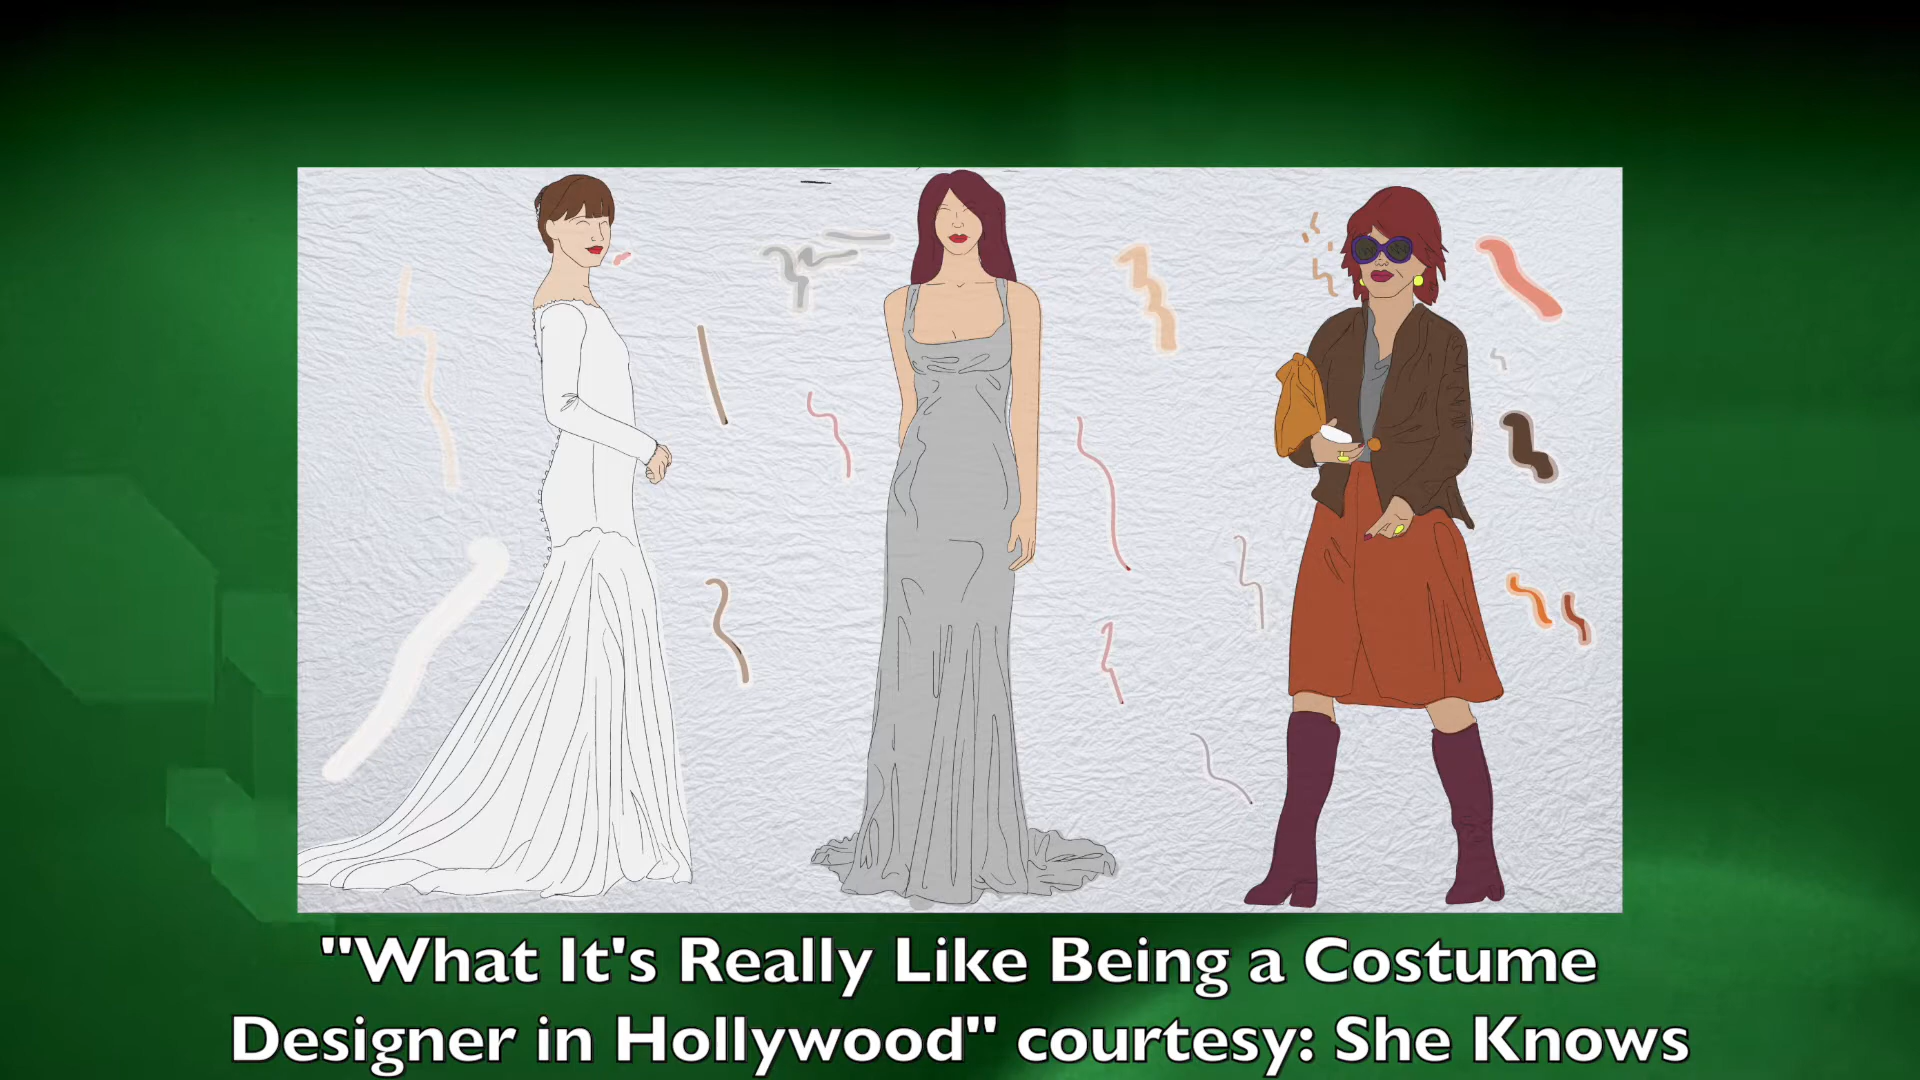 "What It's Really Like Being a Costume
Designer in Hollywood" courtesy: She Knows